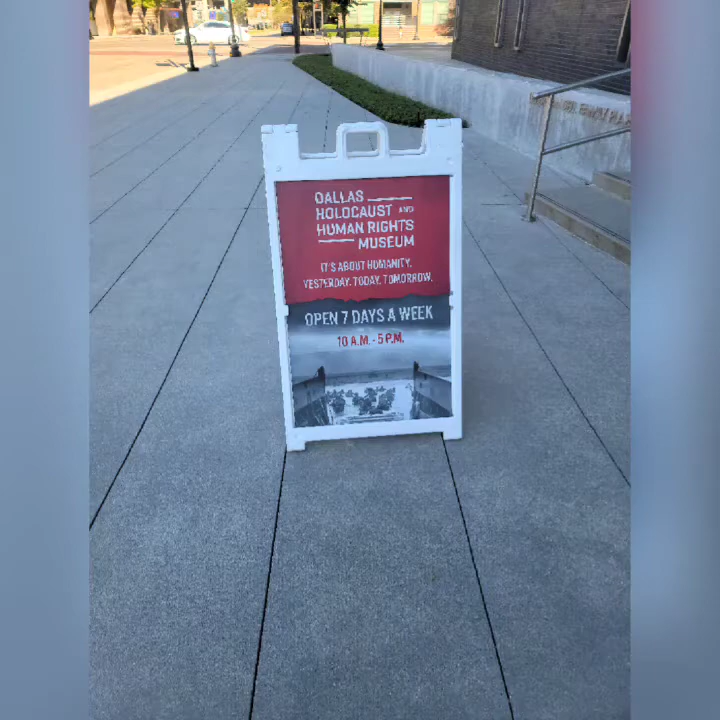 DALLAS
HOLOCAUST AND
HUMAN RIGHTS
MUSEUM
IT'S ABOUT HUMANITY.
YESTERDAY. TODAY. TOMORROW.
OPEN 7 DAYS A WEEK
10 A.M. - 5 P.M.